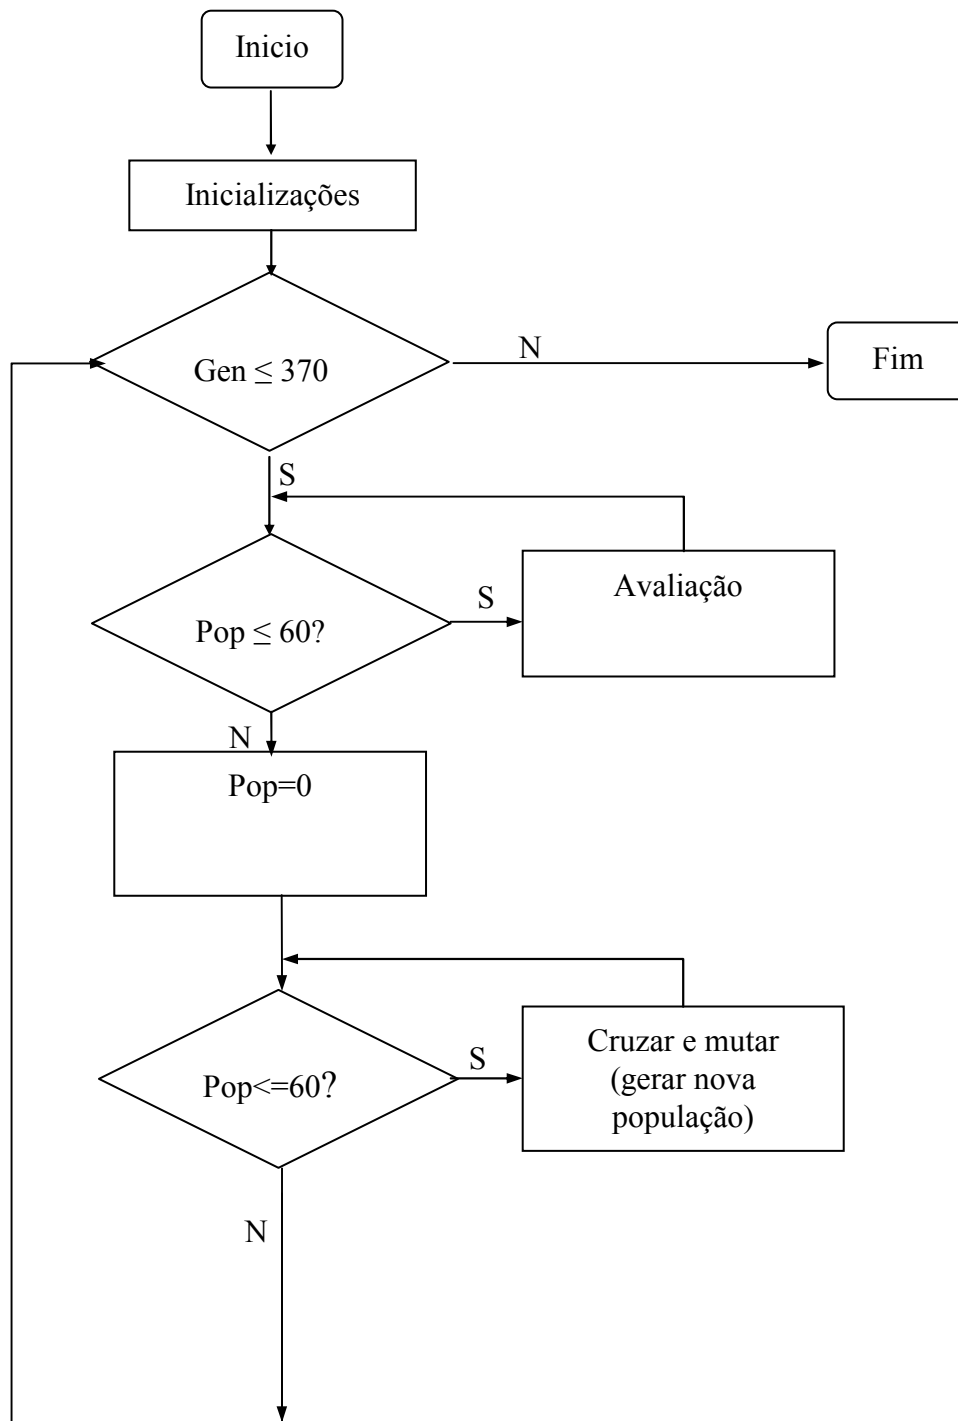 Inicio
Inicializações
Gen ≤ 370
N
Fim
S
Pop ≤ 60?
S
Avaliação
N
Pop=0
Pop<=60?
S
Cruzar e mutar
(gerar nova
população)
N